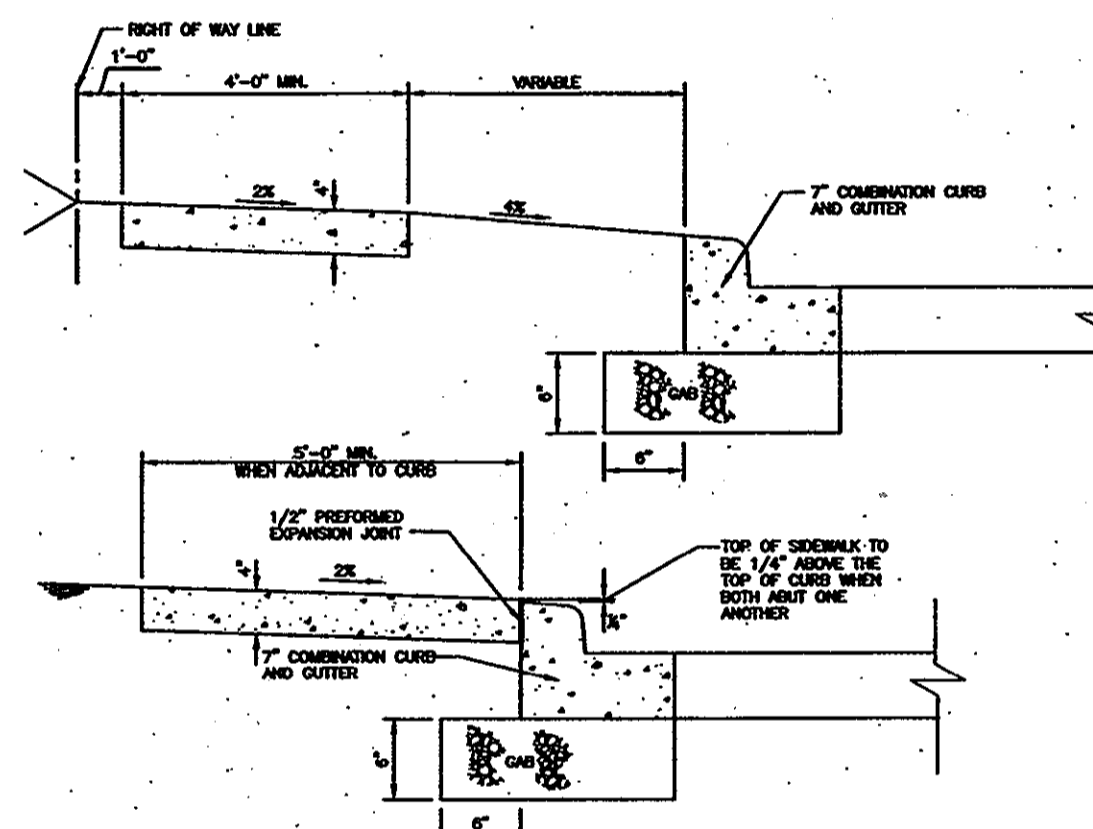 RIGHT OF WAY LINE
1'-0"
4'-0" MIN.
VARIABLE
2%
4"
4%
7" COMBINATION CURB
AND GUTTER
6"
GAB
6"
5'-0" MIN.
WHEN ADJACENT TO CURB
1/2" PREFORMED
EXPANSION JOINT
4"
2%
TOP OF SIDEWALK TO
BE 1/4" ABOVE THE
TOP OF CURB WHEN
BOTH ABUT ONE
ANOTHER
1/4"
7" COMBINATION CURB
AND GUTTER
6"
GAB
6"